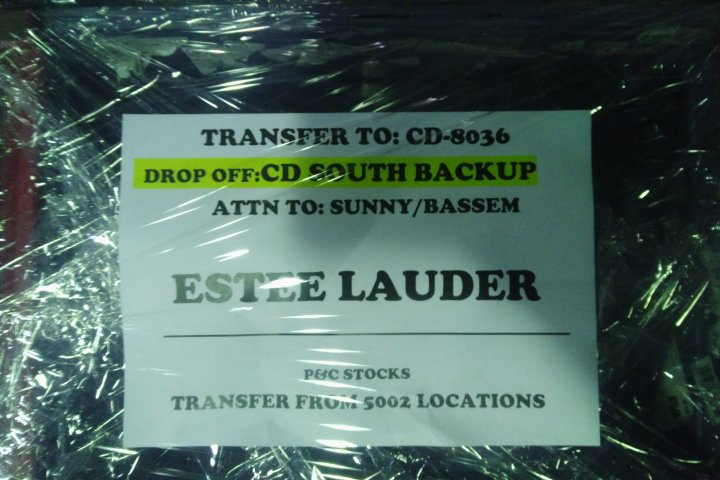 TRANSFER TO: CD-8036
DROP OFF:CD SOUTH BACKUP
ATTN TO: SUNNY/BASSEM
ESTEE LAUDER
P&C STOCKS
TRANSFER FROM 5002 LOCATIONS